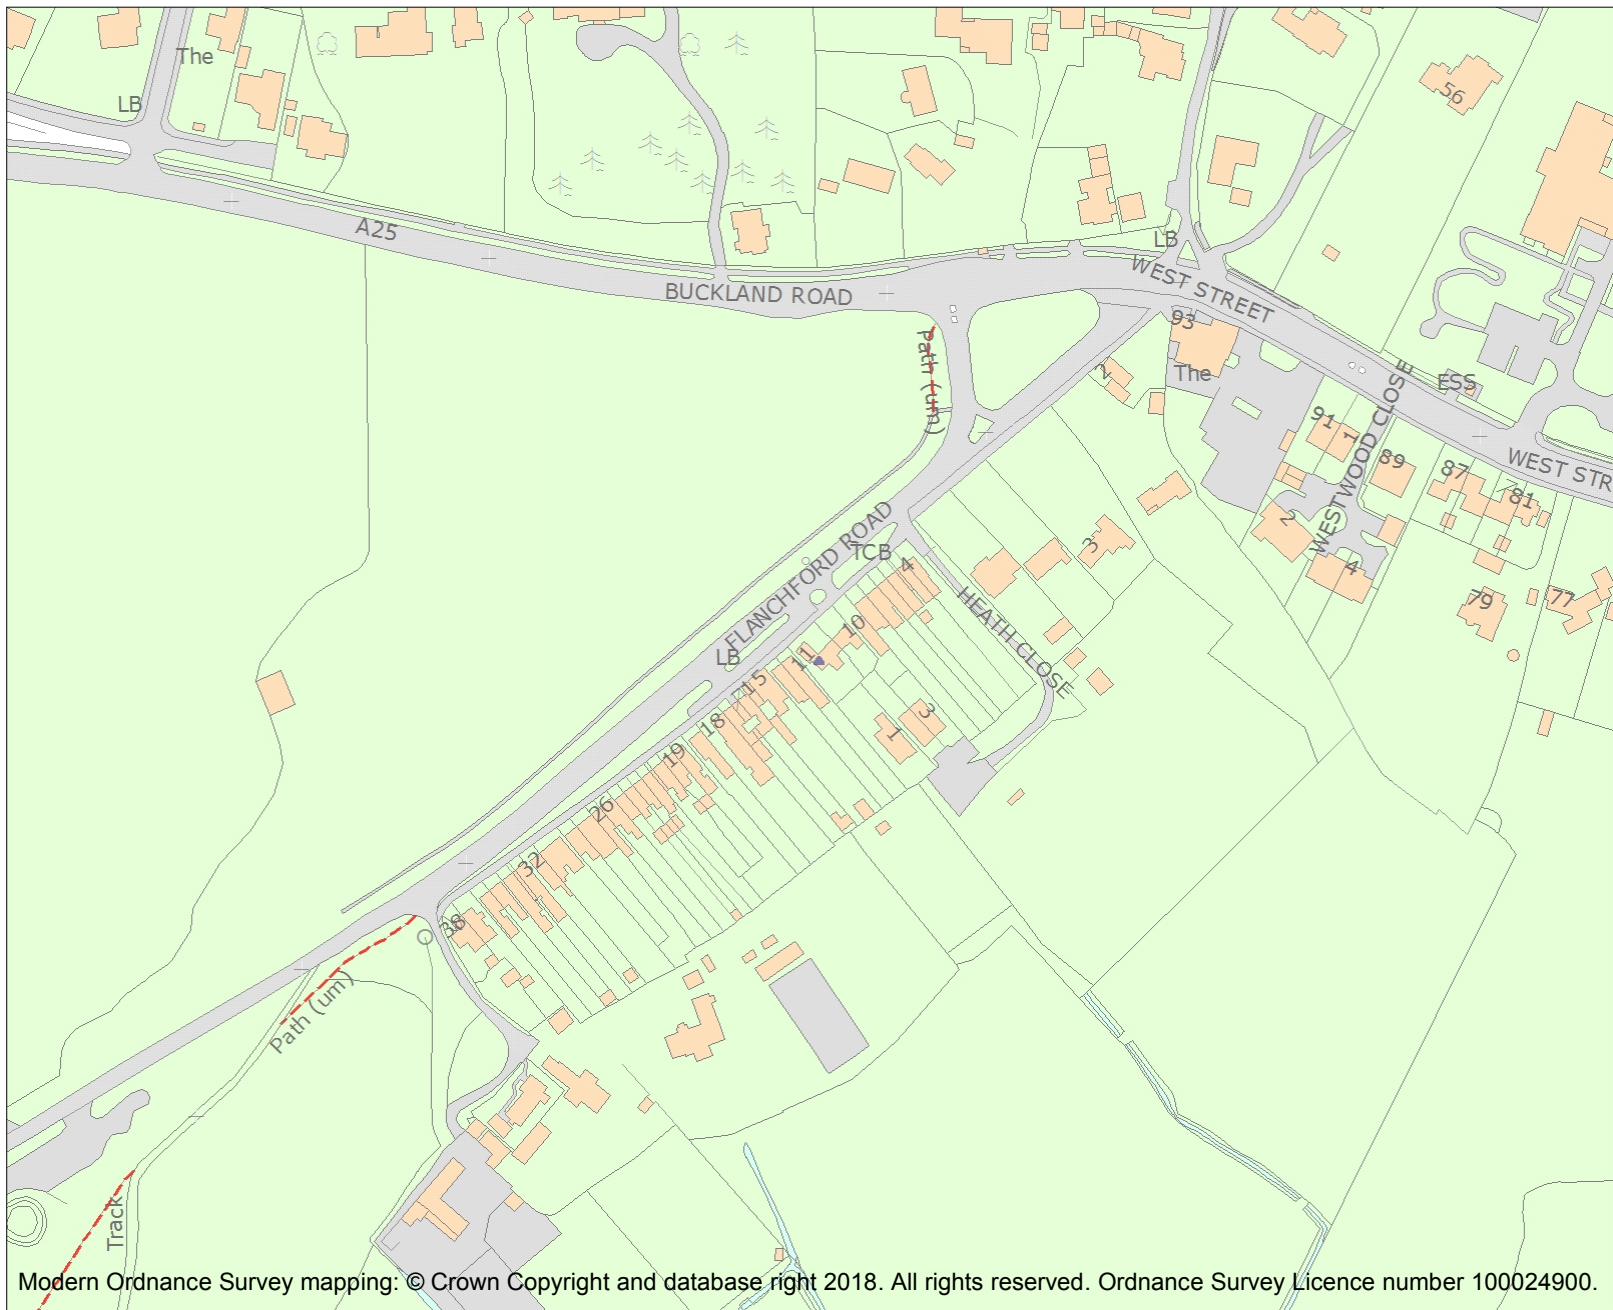 The
LB
56
A25
LB
BUCKLAND ROAD
WEST STREET
93
Path (um)
2
The
ESS
WESTWOOD CLOSE
91
1
89
87
81
WEST STR
2
4
79
77
FLANCHFORD ROAD
TCB
4
3
HEATH CLOSE
10
LB
11
15
3
1
18
19
26
32
38
Path (um)
Track
Modern Ordnance Survey mapping: © Crown Copyright and database right 2018. All rights reserved. Ordnance Survey Licence number 100024900.